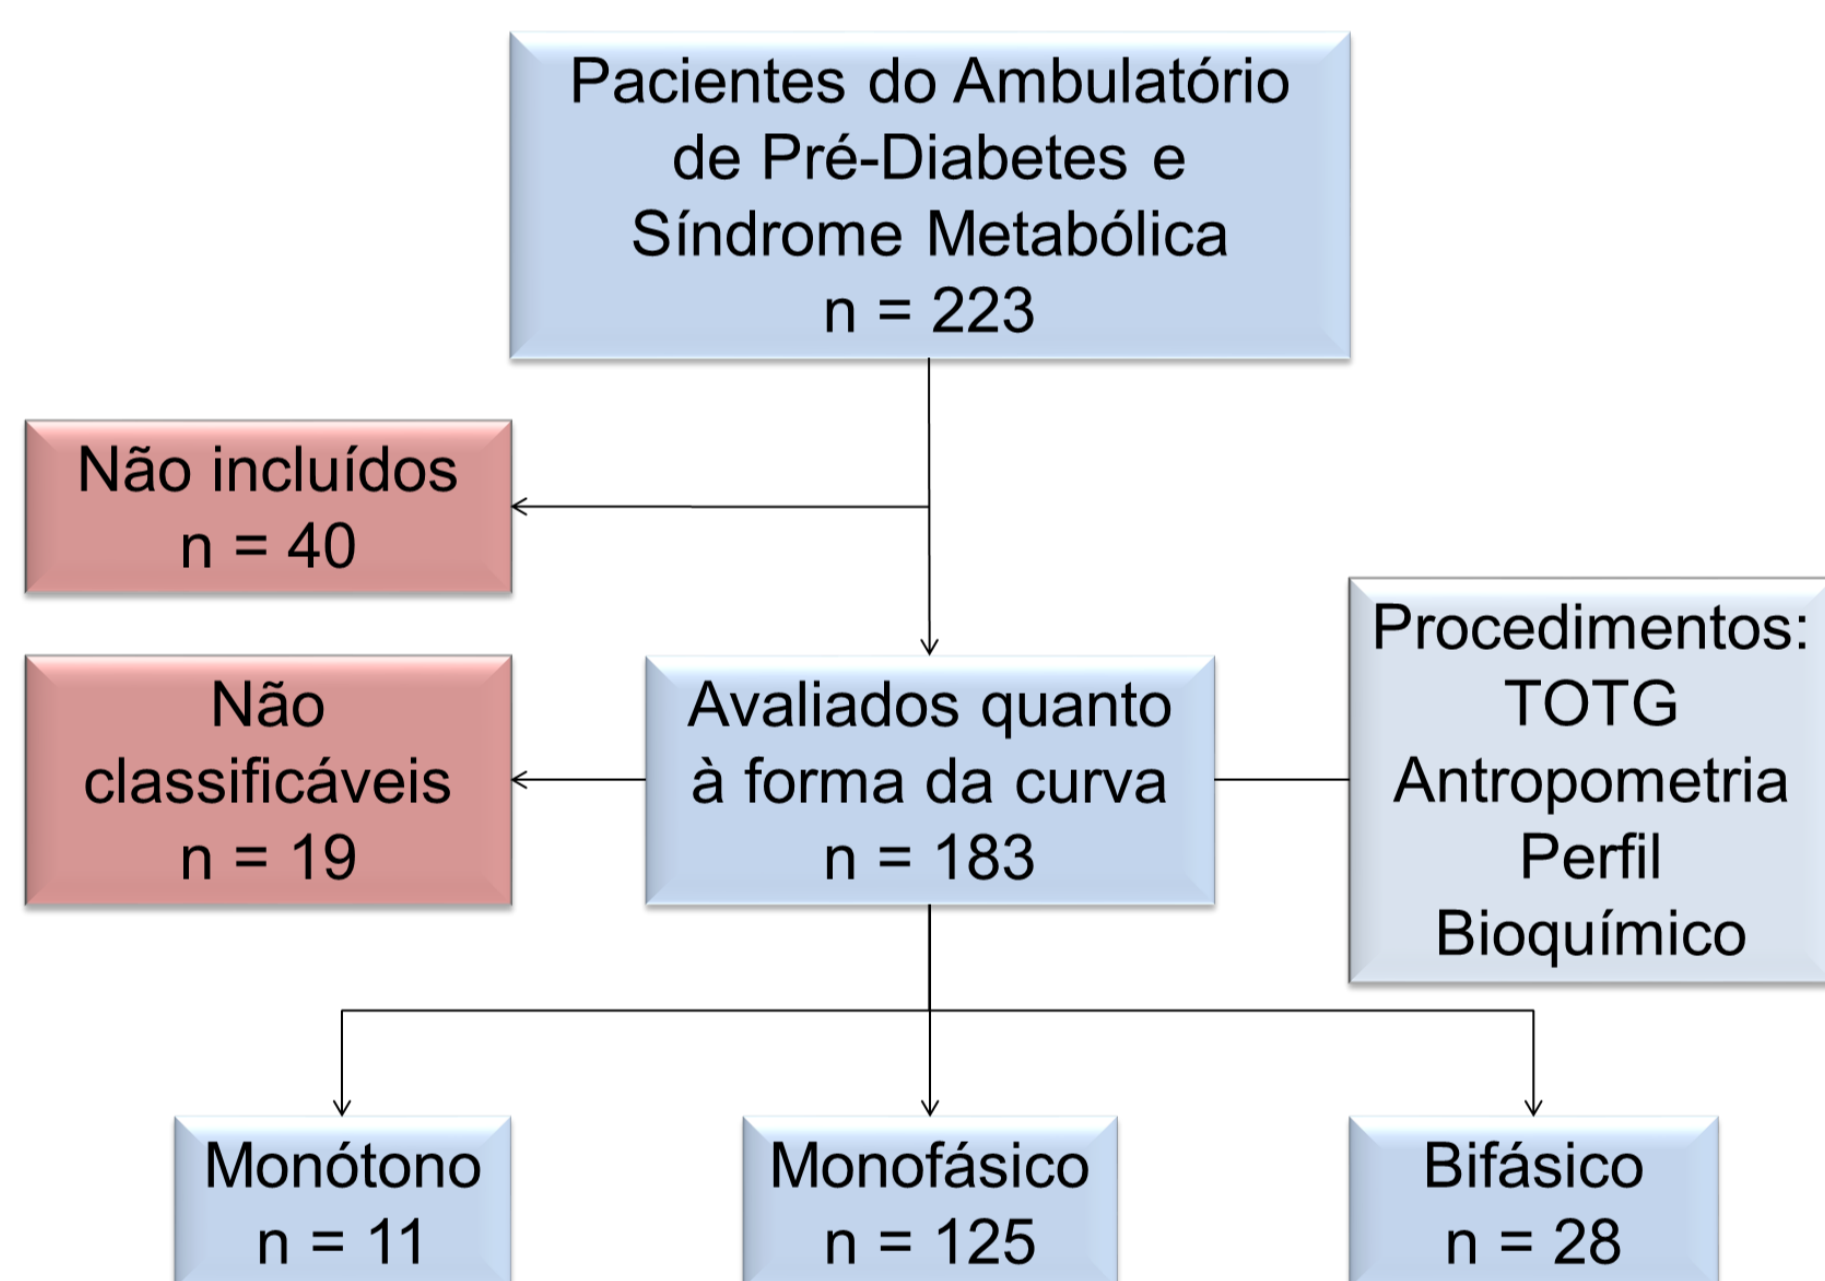 Pacientes do Ambulatório
de Pré-Diabetes e
Síndrome Metabólica
n = 223
Não incluídos
n = 40
Não
classificáveis
n = 19
Avaliados quanto
à forma da curva
n = 183
Procedimentos:
TOTG
Antropometria
Perfil
Bioquímico
Monótono
n = 11
Monofásico
n = 125
Bifásico
n = 28